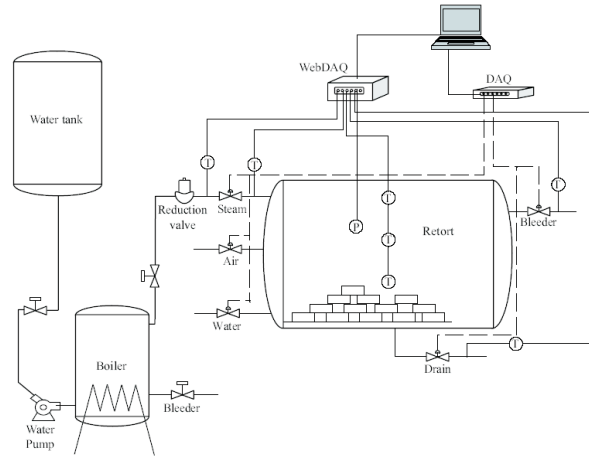 WebDAQ
DAQ
Water tank
T
T
T
Reduction
valve
Steam
T
P
T
Retort
Bleeder
Air
T
Water
Boiler
T
Drain
Bleeder
Water
Pump